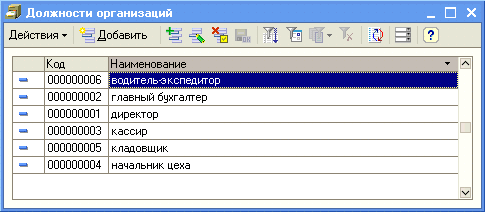 Должности организаций
Действия Добавить ?
Код Наименование
000000006 водитель-экспедитор
000000002 главный бухгалтер
000000001 директор
000000003 кассир
000000005 кладовщик
000000004 начальник цеха